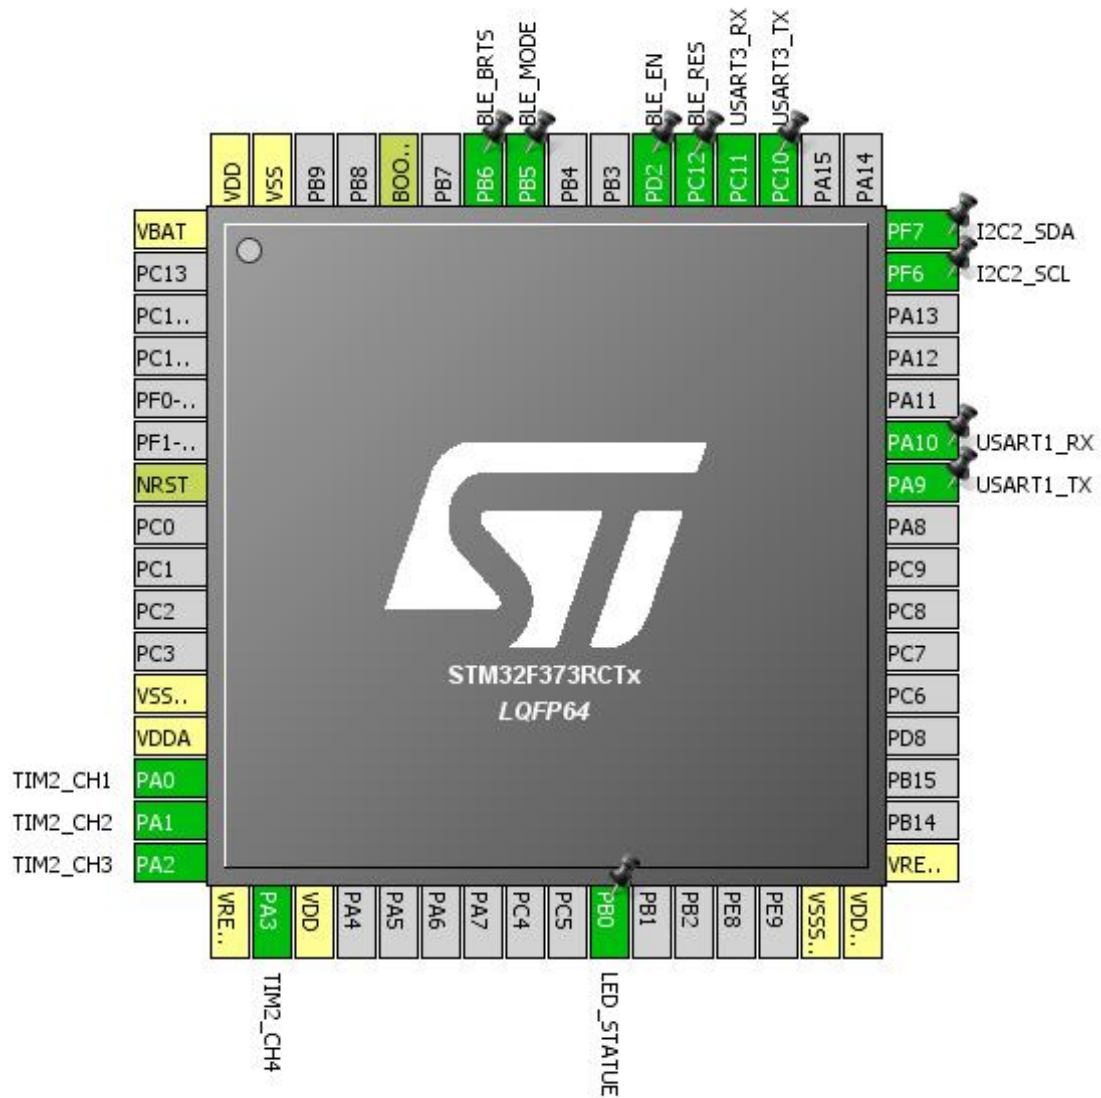 BLE_BRTS
BLE_MODE
BLE_EN
BLE_RES
USART3_RX
USART3_TX
VDD
VSS
PB9
PB8
BOO..
PB7
PB6
PB5
PB4
PB3
PD2
PC12
PC11
PC10
PA15
PA14
VBAT
PC13
PC1..
PC1..
PF0-..
PF1-..
NRST
PC0
PC1
PC2
PC3
VSS..
VDDA
TIM2_CH1 PA0
TIM2_CH2 PA1
TIM2_CH3 PA2
ST
STM32F373RCTx
LQFP64
PF7 I2C2_SDA
PF6 I2C2_SCL
PA13
PA12
PA11
PA10 USART1_RX
PA9 USART1_TX
PA8
PC9
PC8
PC7
PC6
PD8
PB15
PB14
VRE..
VRE..
PA3
VDD
PA4
PA5
PA6
PA7
PC4
PC5
PB0
PB1
PB2
PE8
PE9
VSSS..
VDD..
TIM2_CH4
LED_STATUE